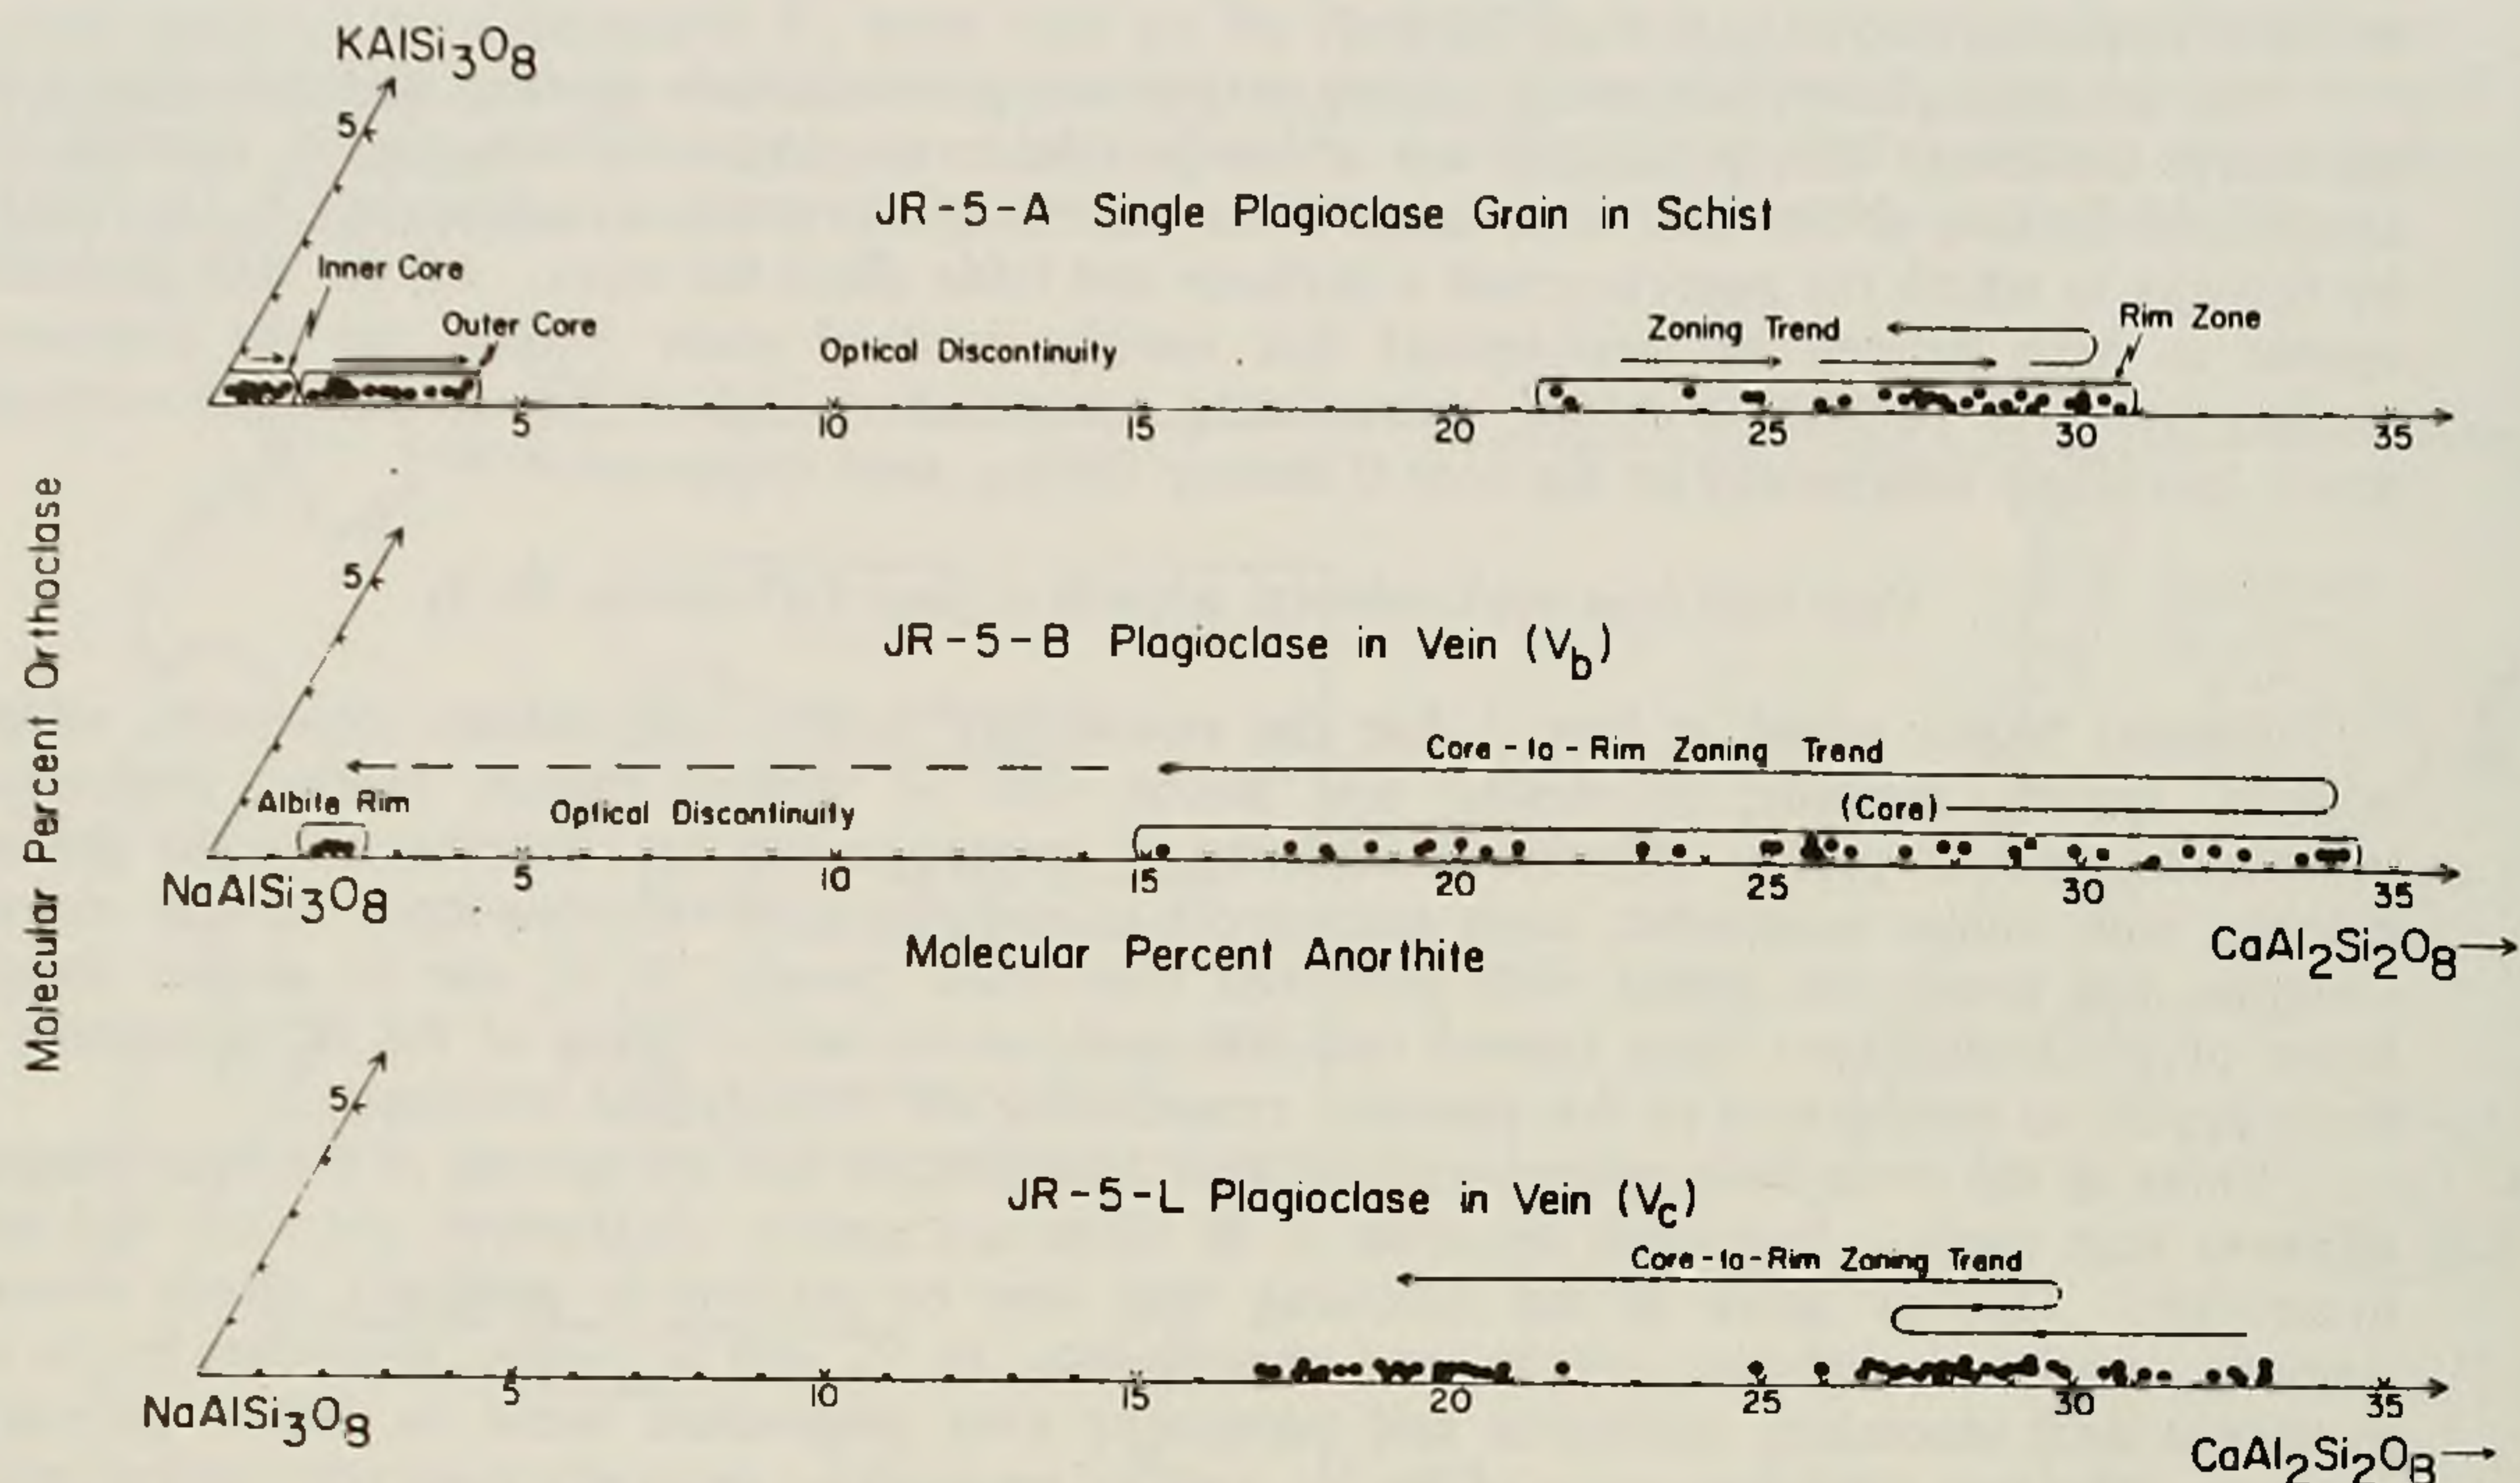 KAlSi3O8
5
JR-5-A Single Plagioclase Grain in Schist
Inner Core
Outer Core
Optical Discontinuity
Zoning Trend
Rim Zone
5 10 15 20 25 30 35
Molecular Percent Orthoclase
5
JR-5-B Plagioclase in Vein (Vb)
Core-to-Rim Zoning Trend
Albite Rim
Optical Discontinuity
(Core)
5 10 15 20 25 30 35
NaAlSi3O8
Molecular Percent Anorthite
CaAl2Si2O8
5
JR-5-L Plagioclase in Vein (Vc)
Core-to-Rim Zoning Trend
5 10 15 20 25 30 35
NaAlSi3O8
CaAl2Si2O8